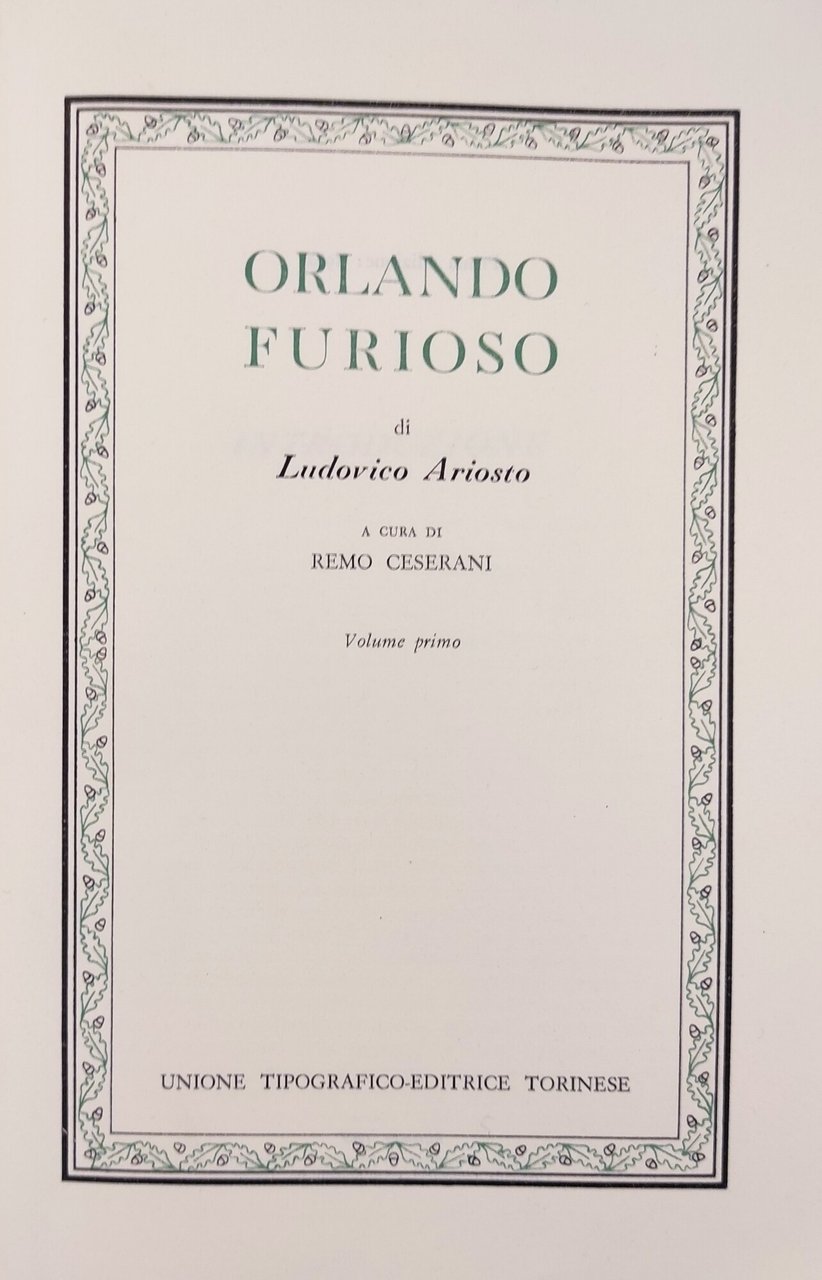 ORLANDO
FURIOSO
di
Ludovico Ariosto
A CURA DI
REMO CESERANI
Volume primo
UNIONE TIPOGRAFICO-EDITRICE TORINESE